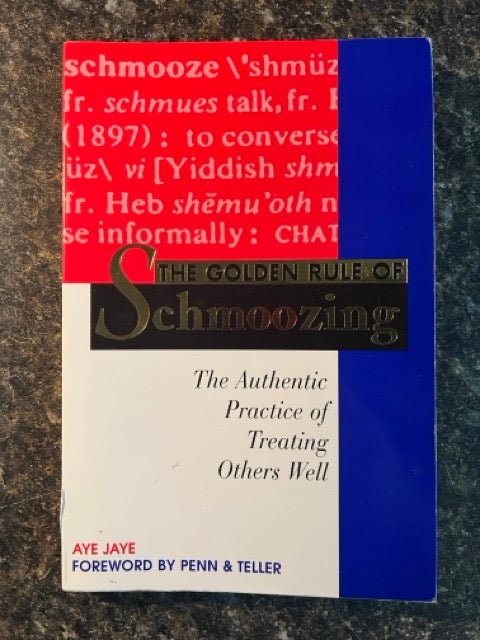 schmooze \'shmüz
fr. schmues talk, fr.
(1897) : to converse
üz\ vi [Yiddish shm
fr. Heb shĕmu'oth n
se informally : CHAT
THE GOLDEN RULE OF
Schmoozing
The Authentic
Practice of
Treating
Others Well
AYE JAYE
FOREWORD BY PENN & TELLER